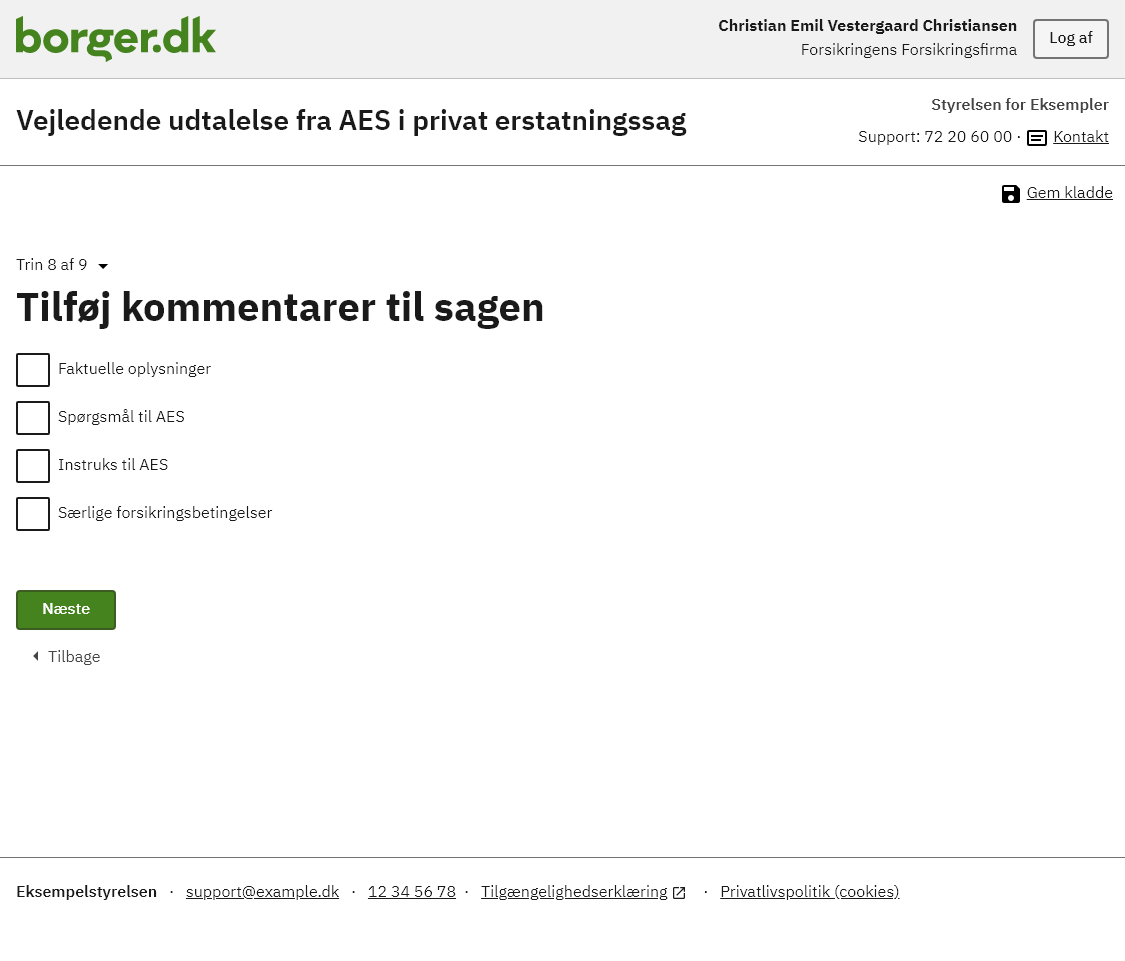 borger.dk
Christian Emil Vestergaard Christiansen
Forsikringens Forsikringsfirma
Log af
Vejledende udtalelse fra AES i privat erstatningssag
Styrelsen for Eksempler
Support: 72 20 60 00 · Kontakt
Gem kladde
Trin 8 af 9
Tilføj kommentarer til sagen
Faktuelle oplysninger
Spørgsmål til AES
Instruks til AES
Særlige forsikringsbetingelser
Næste
Tilbage
Eksempelstyrelsen · support@example.dk · 12 34 56 78 · Tilgængelighedserklæring · Privatlivspolitik (cookies)